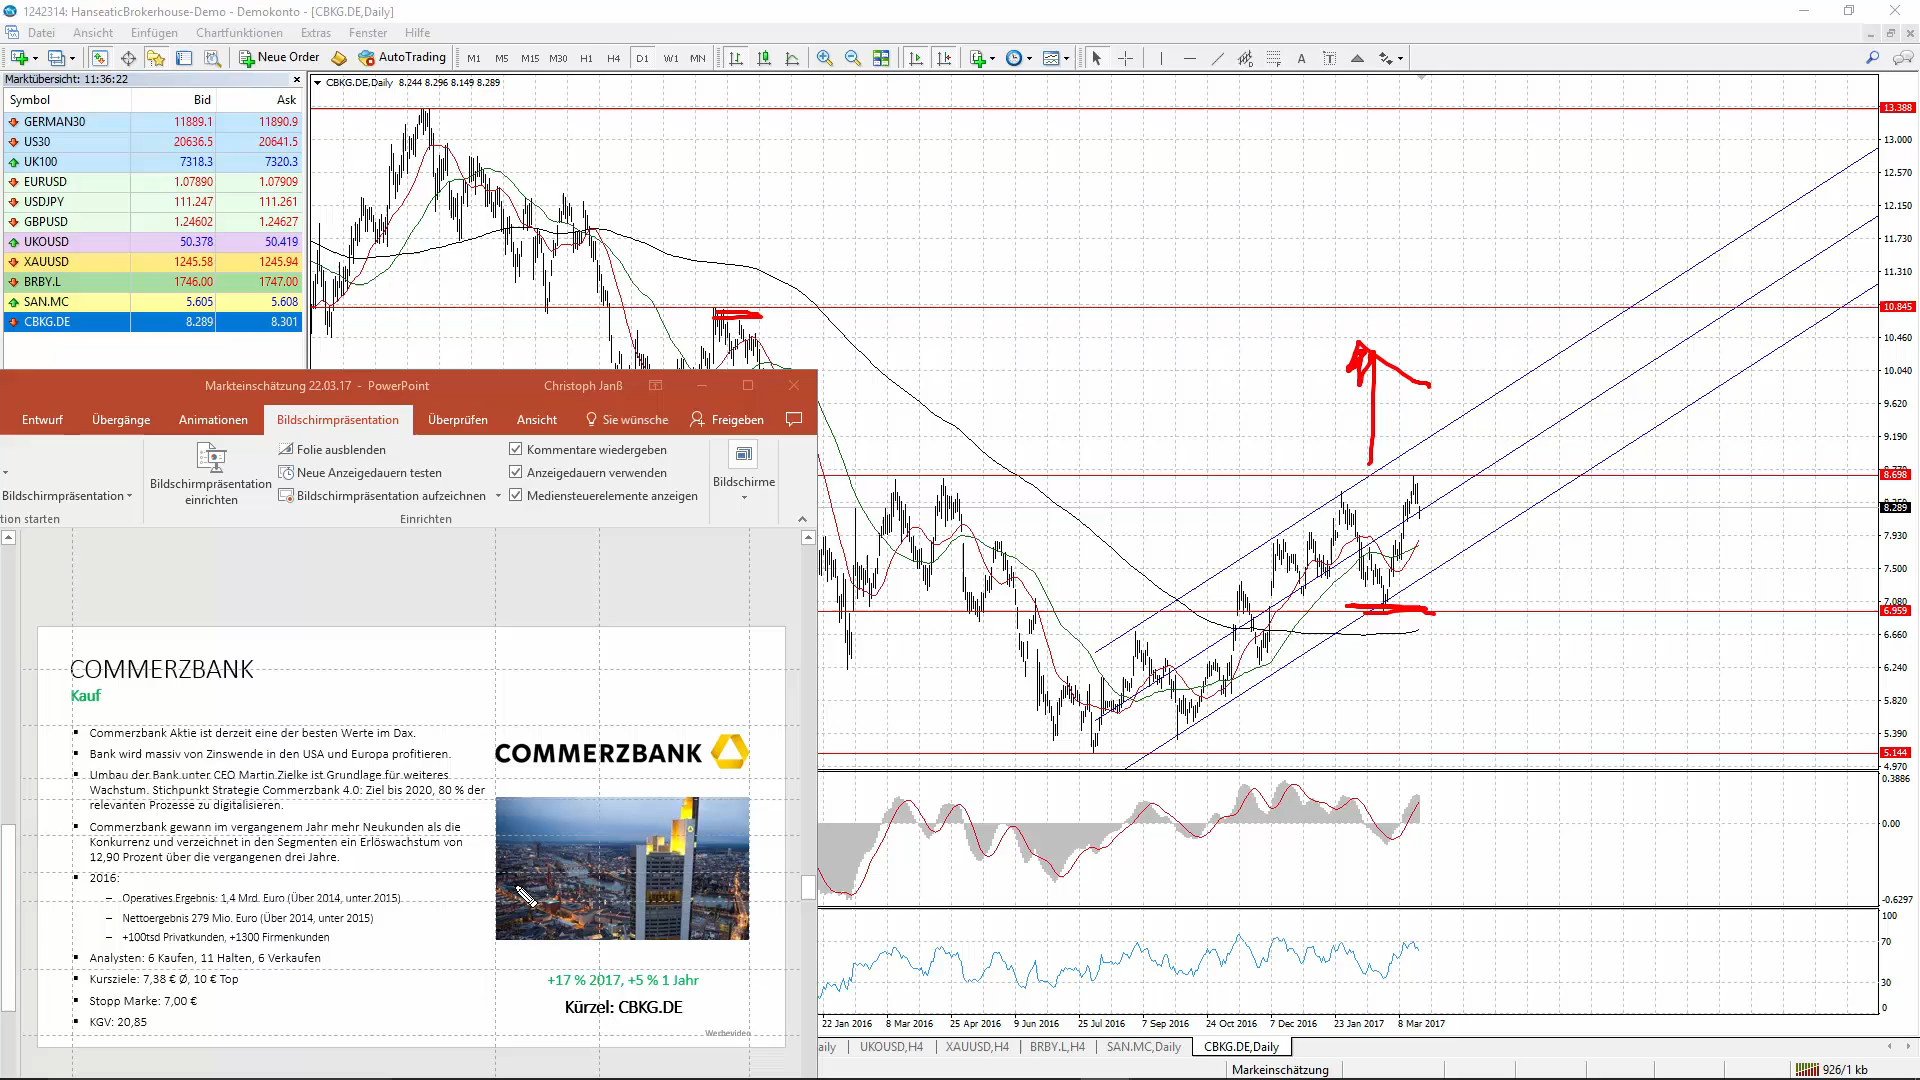 1242314: HanseaticBrokerhouse-Demo - Demokonto - [CBKG.DE,Daily]
Datei Ansicht Einfügen Chartfunktionen Extras Fenster Hilfe
New Order AutoTrading M1 M5 M15 M30 H1 H4 D1 W1 MN
Marktübersicht: 11:36:22
Symbol Bid Ask
GERMAN30 11889.1 11890.9
US30 20636.5 20641.5
UK100 7318.3 7320.3
EURUSD 1.07890 1.07909
USDJPY 111.247 111.261
GBPUSD 1.24602 1.24627
UKOUSD 50.378 50.419
XAUUSD 1245.58 1245.94
BRBY.L 1746.00 1747.00
SAN.MC 5.605 5.608
CBKG.DE 8.289 8.301
CBKG.DE,Daily 8.244 8.296 8.149 8.289
13.388
13.000
12.570
12.150
11.730
11.310
10.845
10.460
10.040
9.620
9.190
8.698
8.289
7.930
7.500
7.080
6.959
6.660
6.240
5.820
5.390
5.144
4.970
0.3886
0.00
-0.6297
100
70
30
0
22 Jan 2016 8 Mar 2016 25 Apr 2016 9 Jun 2016 25 Jul 2016 7 Sep 2016 24 Oct 2016 7 Dec 2016 23 Jan 2017 8 Mar 2017
Markteinschätzung 22.03.17 - PowerPoint Christoph Janß
Entwurf Übergänge Animationen Bildschirmpräsentation Überprüfen Ansicht Sie wünsche Freigeben
Bildschirmpräsentation
tion starten
Bildschirmpräsentation
einrichten
Folie ausblenden
Neue Anzeigedauern testen
Bildschirmpräsentation aufzeichnen
Kommentare wiedergeben
Anzeigedauern verwenden
Mediensteuerelemente anzeigen
Einrichten
Bildschirme
COMMERZBANK
Kauf
▪ Commerzbank Aktie ist derzeit eine der besten Werte im Dax.
▪ Bank wird massiv von Zinswende in den USA und Europa profitieren.
▪ Umbau der Bank unter CEO Martin Zielke ist Grundlage für weiteres
Wachstum. Stichpunkt Strategie Commerzbank 4.0: Ziel bis 2020, 80 % der
relevanten Prozesse zu digitalisieren.
▪ Commerzbank gewann im vergangenem Jahr mehr Neukunden als die
Konkurrenz und verzeichnet in den Segmenten ein Erlöswachstum von
12,90 Prozent über die vergangenen drei Jahre.
▪ 2016:
– Operatives Ergebnis: 1,4 Mrd. Euro (Über 2014, unter 2015)
– Nettoergebnis 279 Mio. Euro (Über 2014, unter 2015)
– +100tsd Privatkunden, +1300 Firmenkunden
▪ Analysten: 6 Kaufen, 11 Halten, 6 Verkaufen
▪ Kursziele: 7,38 € Ø, 10 € Top
▪ Stopp Marke: 7,00 €
▪ KGV: 20,85
COMMERZBANK
+17 % 2017, +5 % 1 Jahr
Kürzel: CBKG.DE
Werbevideo
aily UKOUSD,H4 XAUUSD,H4 BRBY.L,H4 SAN.MC,Daily CBKG.DE,Daily
Markeinschätzung
926/1 kb